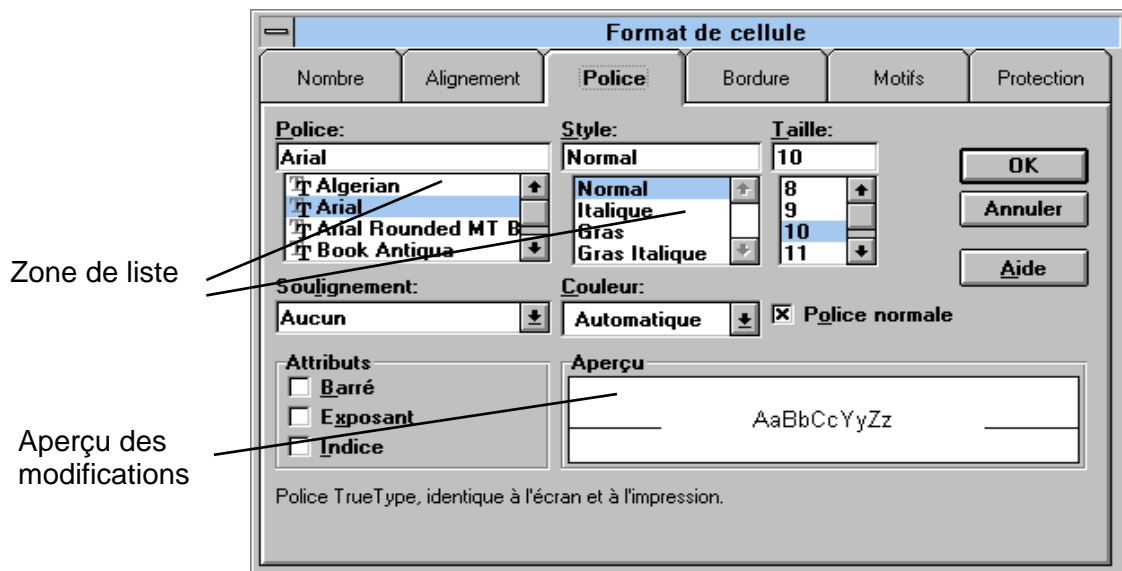 Format de cellule
Nombre Alignement Police Bordure Motifs Protection
Police: Style: Taille:
Arial Normal 10 OK
Algerian Normal 8
Arial Italique 9 Annuler
Arial Rounded MT B Gras 10
Book Antiqua Gras Italique 11
Zone de liste Aide
Soulignement: Couleur:
Aucun Automatique Police normale
Attributs Aperçu
Barré
Exposant AaBbCcYyZz
Indice
Aperçu des
modifications
Police TrueType, identique à l'écran et à l'impression.